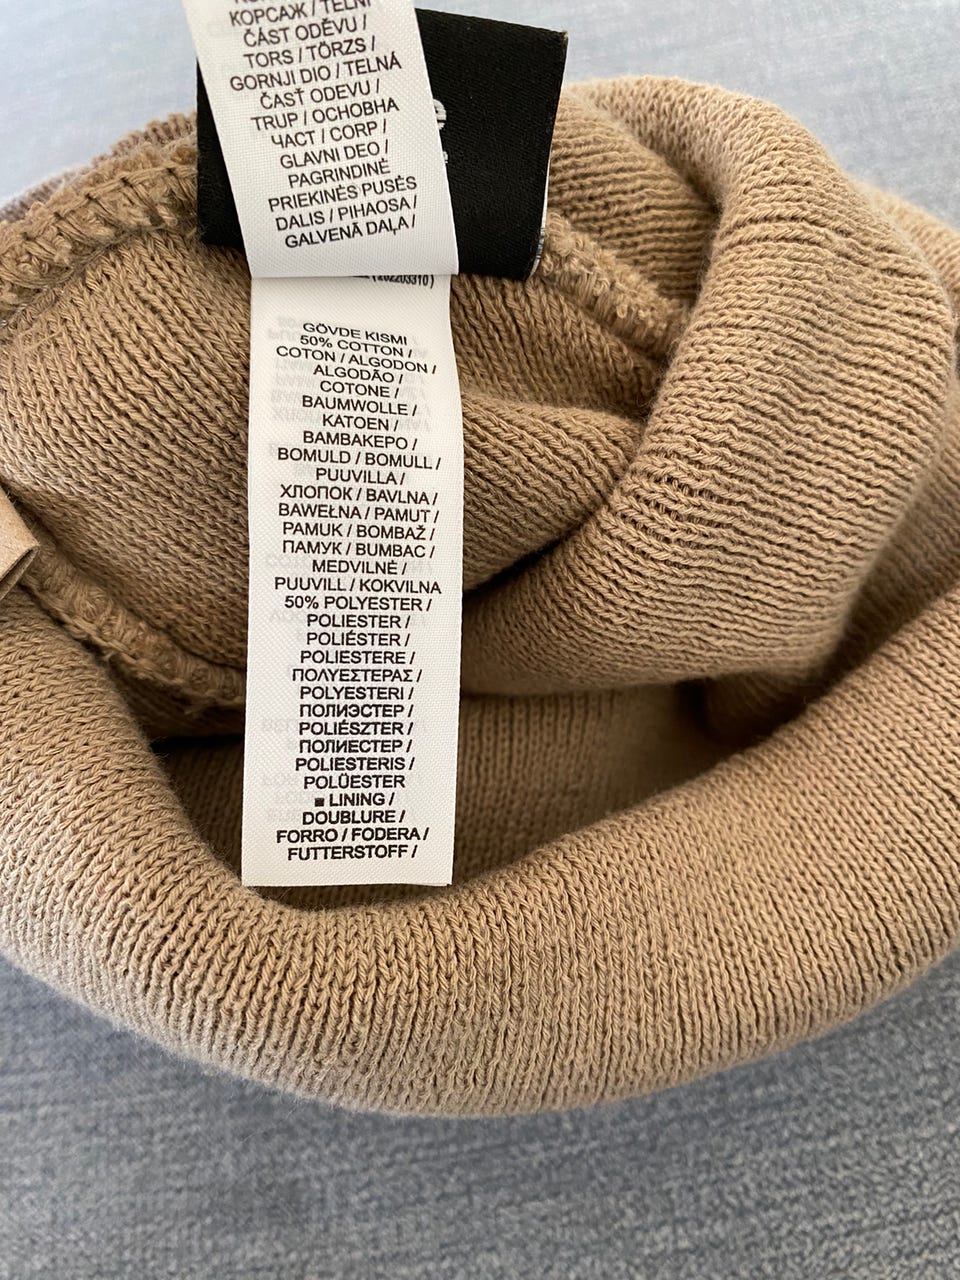 КОРСАЖ / TĚLNÍ
ČÁST ODĚVU /
TORS / TÖRZS /
GORNJI DIO / TELNÁ
ČASŤ ODEVU /
TRUP / ОСНОВНА
ЧАСТ / CORP /
GLAVNI DEO /
PAGRINDINĖ
PRIEKINĖS PUSĖS
DALIS / PIHAOSA /
GALVENĀ DAĻA /
(202203310)
GÖVDE KISMI /
50% COTTON /
COTON / ALGODON /
ALGODÃO /
COTONE /
BAUMWOLLE /
KATOEN /
ΒΑΜΒΑΚΕΡΟ /
BOMULD / BOMULL /
PUUVILLA /
ХЛОПОК / BAVLNA /
BAWEŁNA / PAMUT /
PAMUK / BOMBAŽ /
ПАМУК / BUMBAC /
MEDVILNĖ /
PUUVILL / KOKVILNA
50% POLYESTER /
POLIESTER /
POLIÉSTER /
POLIESTERE /
ΠΟΛΥΕΣΤΕΡΑΣ /
POLYESTERI /
ПОЛИЭСТЕР /
POLIÉSZTER /
ПОЛИЕСТЕР /
POLIESTERIS /
POLÜESTER
■ LINING /
DOUBLURE /
FORRO / FODERA /
FUTTERSTOFF /